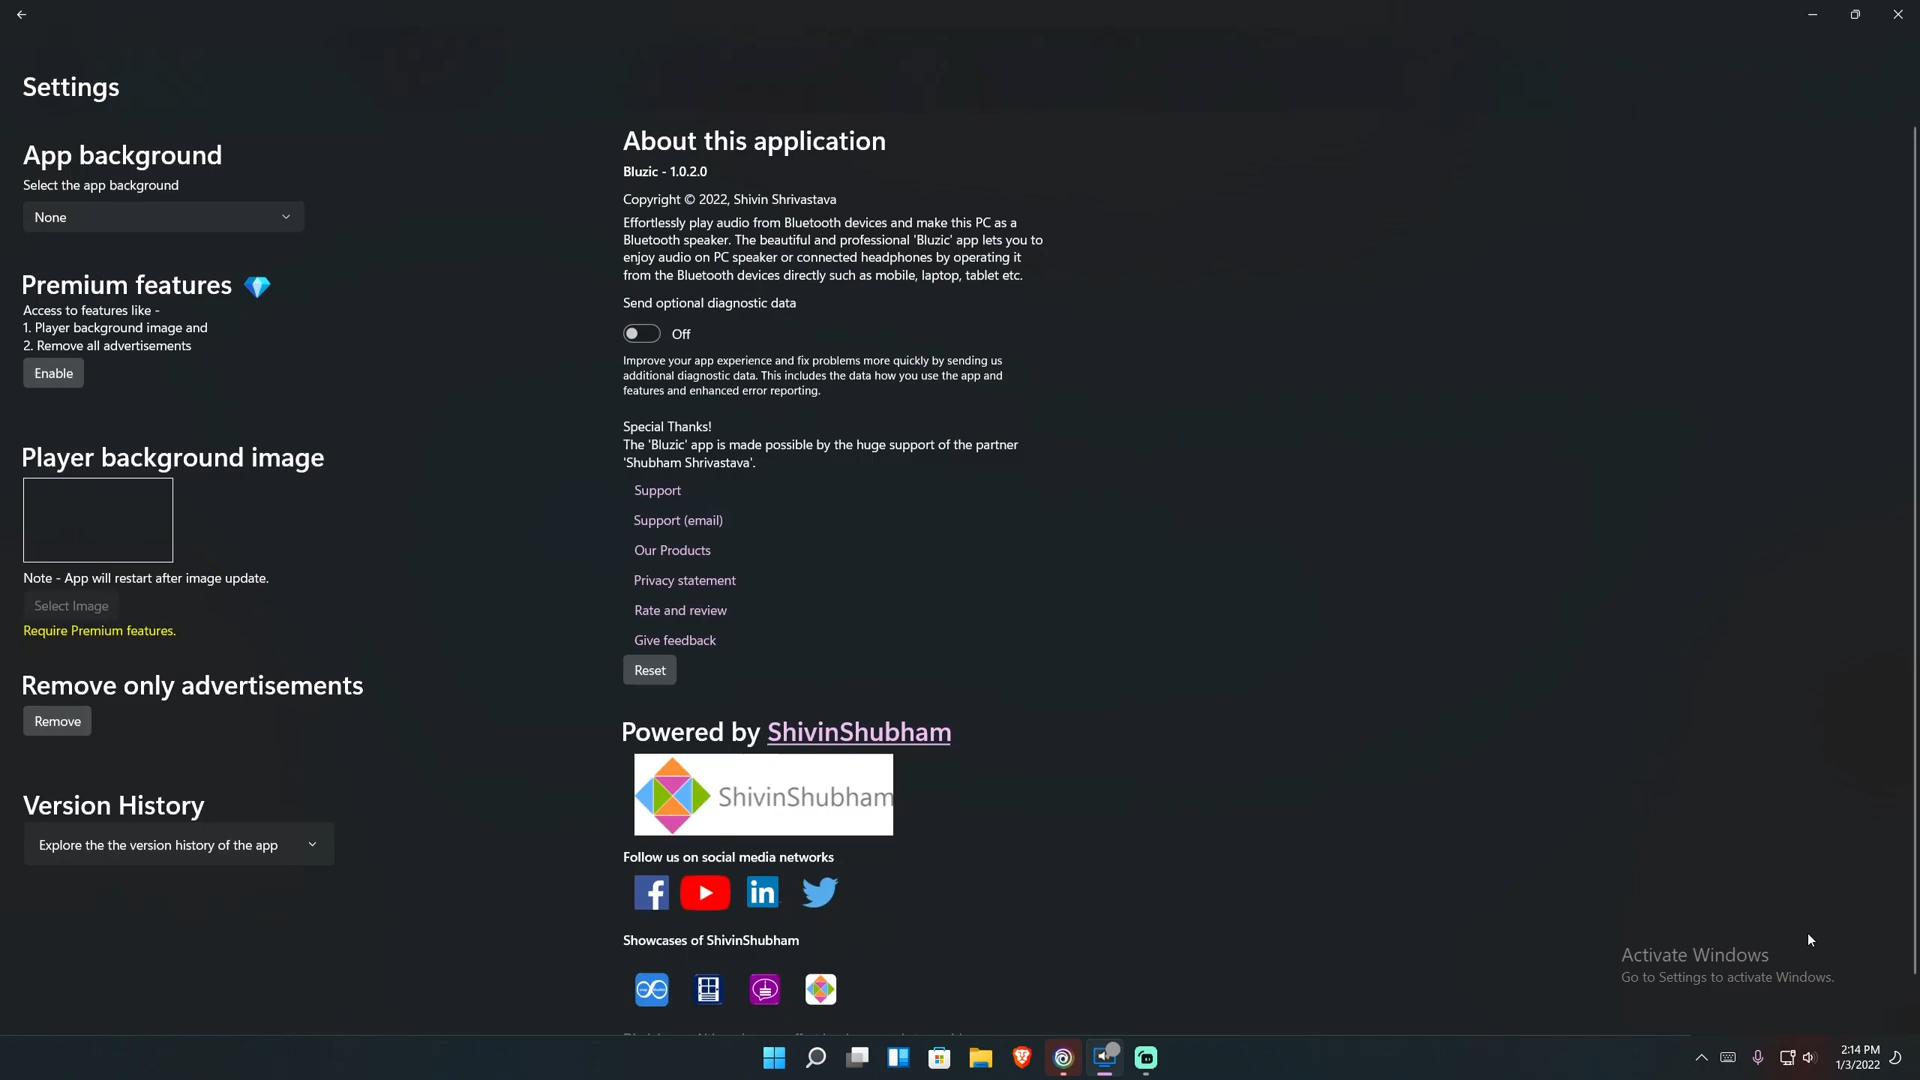 Settings
App background
Select the app background
None
Premium features
Access to features like -
1. Player background image and
2. Remove all advertisements
Enable
Player background image
Note - App will restart after image update.
Select Image
Require Premium features.
Remove only advertisements
Remove
Version History
Explore the the version history of the app
About this application
Bluzic - 1.0.2.0
Copyright © 2022, Shivin Shrivastava
Effortlessly play audio from Bluetooth devices and make this PC as a
Bluetooth speaker. The beautiful and professional 'Bluzic' app lets you to
enjoy audio on PC speaker or connected headphones by operating it
from the Bluetooth devices directly such as mobile, laptop, tablet etc.
Send optional diagnostic data
Off
Improve your app experience and fix problems more quickly by sending us
additional diagnostic data. This includes the data how you use the app and
features and enhanced error reporting.
Special Thanks!
The 'Bluzic' app is made possible by the huge support of the partner
'Shubham Shrivastava'.
Support
Support (email)
Our Products
Privacy statement
Rate and review
Give feedback
Reset
Powered by ShivinShubham
ShivinShubham
Follow us on social media networks
f
in
Showcases of ShivinShubham
Activate Windows
Go to Settings to activate Windows.
2:14 PM
1/3/2022